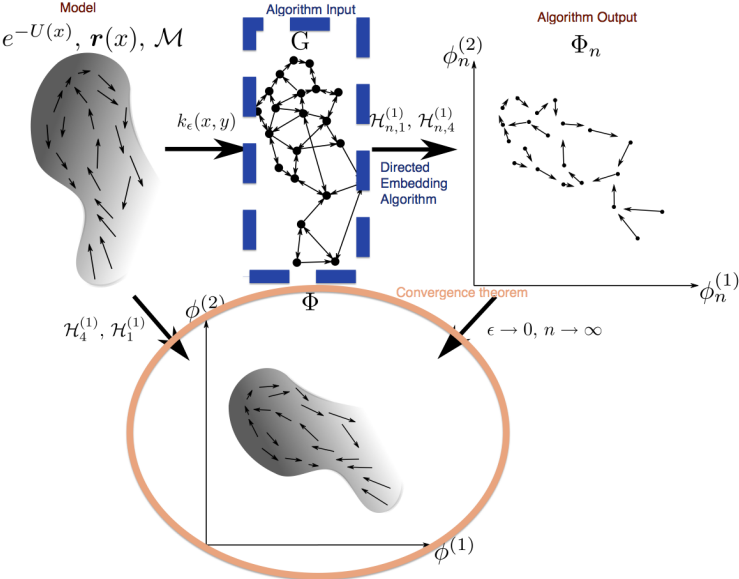 Model
Algorithm Input
Algorithm Output
e^{-U(x)}, r(x), M
G
ϕ_n^{(2)}
Φ_n
k_ϵ(x, y)
H_{n,1}^{(1)}, H_{n,4}^{(1)}
Directed
Embedding
Algorithm
ϕ_n^{(1)}
Convergence theorem
Φ
ϕ^{(2)}
H_4^{(1)}, H_1^{(1)}
ϵ → 0, n → ∞
ϕ^{(1)}